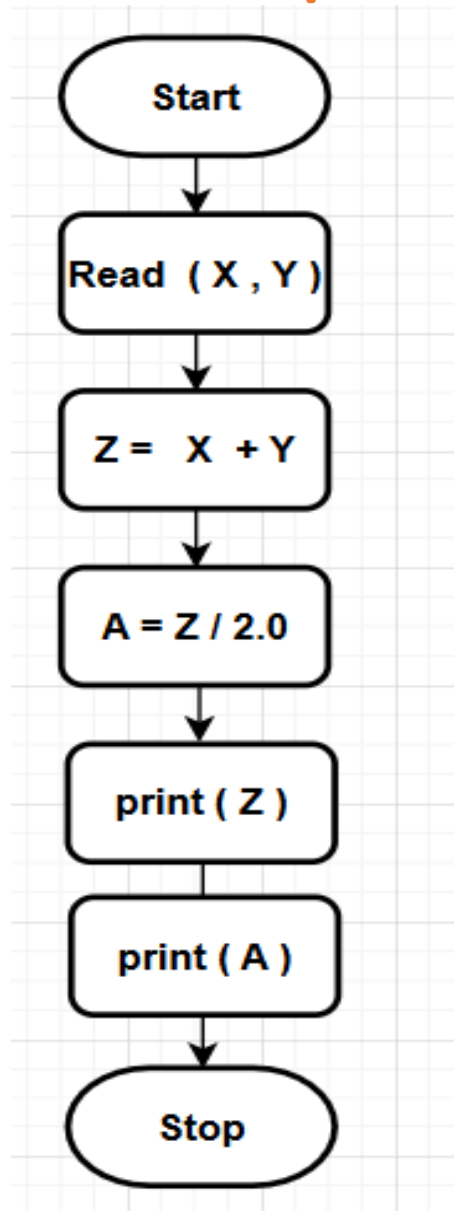 Start
Read ( X , Y )
Z = X + Y
A = Z / 2.0
print ( Z )
print ( A )
Stop